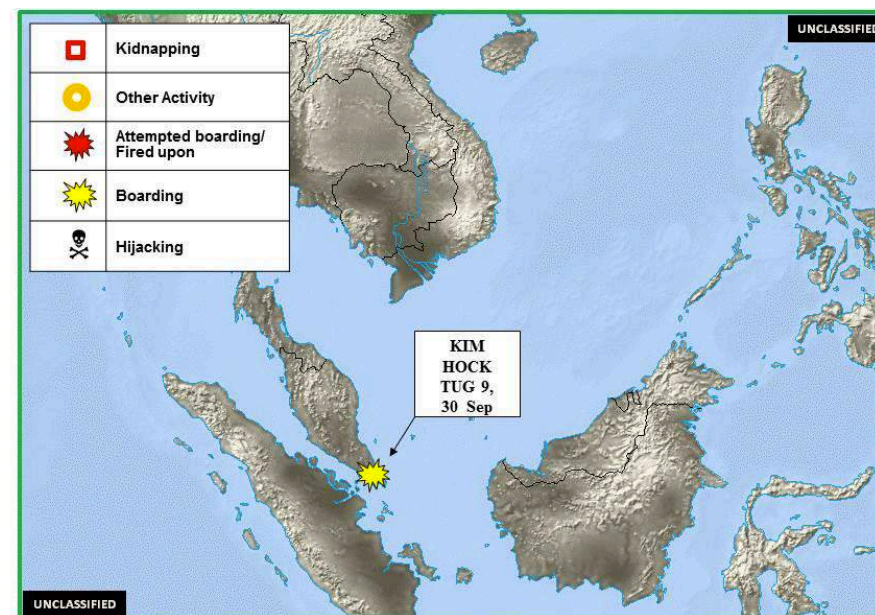 UNCLASSIFIED
Kidnapping
Other Activity
Attempted boarding/
Fired upon
Boarding
Hijacking
KIM
HOCK
TUG 9,
30 Sep
UNCLASSIFIED